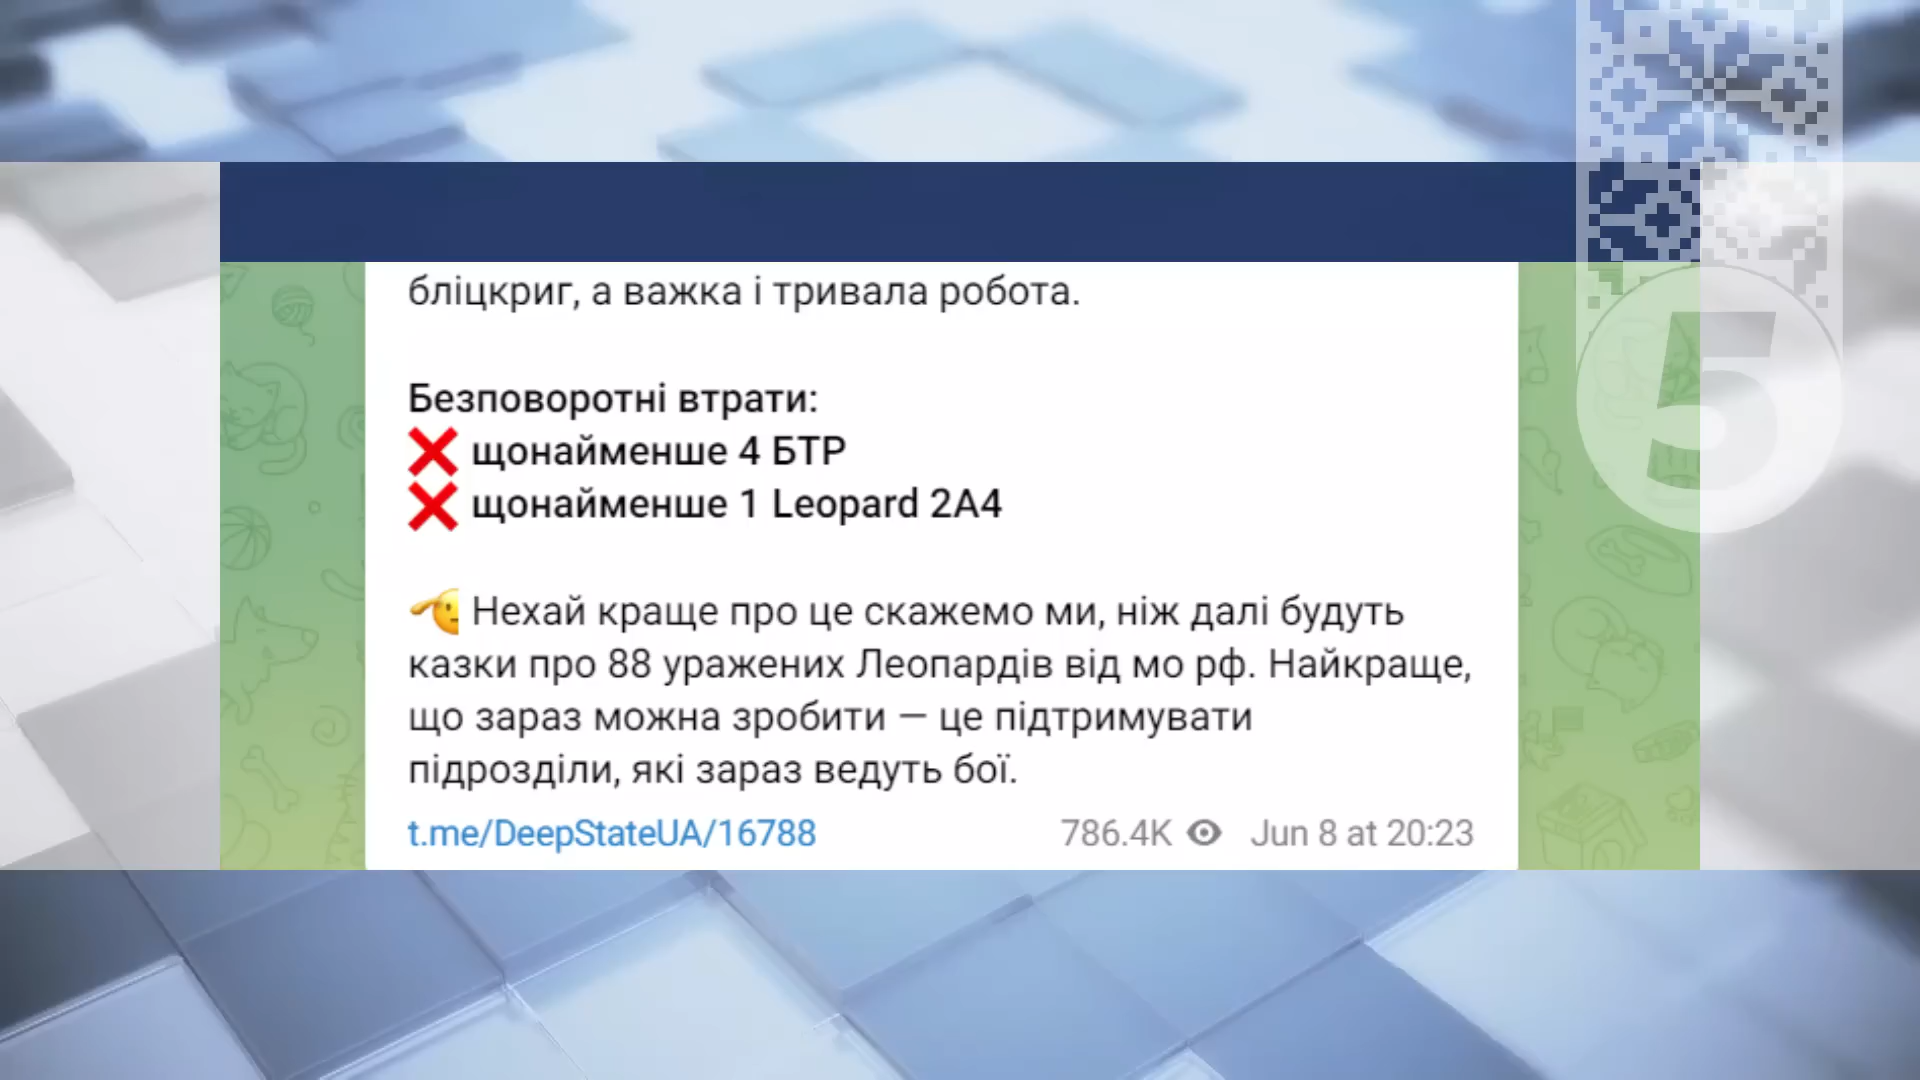 бліцкриг, а важка і тривала робота.
Безповоротні втрати:
❌ щонайменше 4 БТР
❌ щонайменше 1 Leopard 2A4
Нехай краще про це скажемо ми, ніж далі будуть
казки про 88 уражених Леопардів від мо рф. Найкраще,
що зараз можна зробити — це підтримувати
підрозділи, які зараз ведуть бої.
t.me/DeepStateUA/16788
786.4K
Jun 8 at 20:23
5